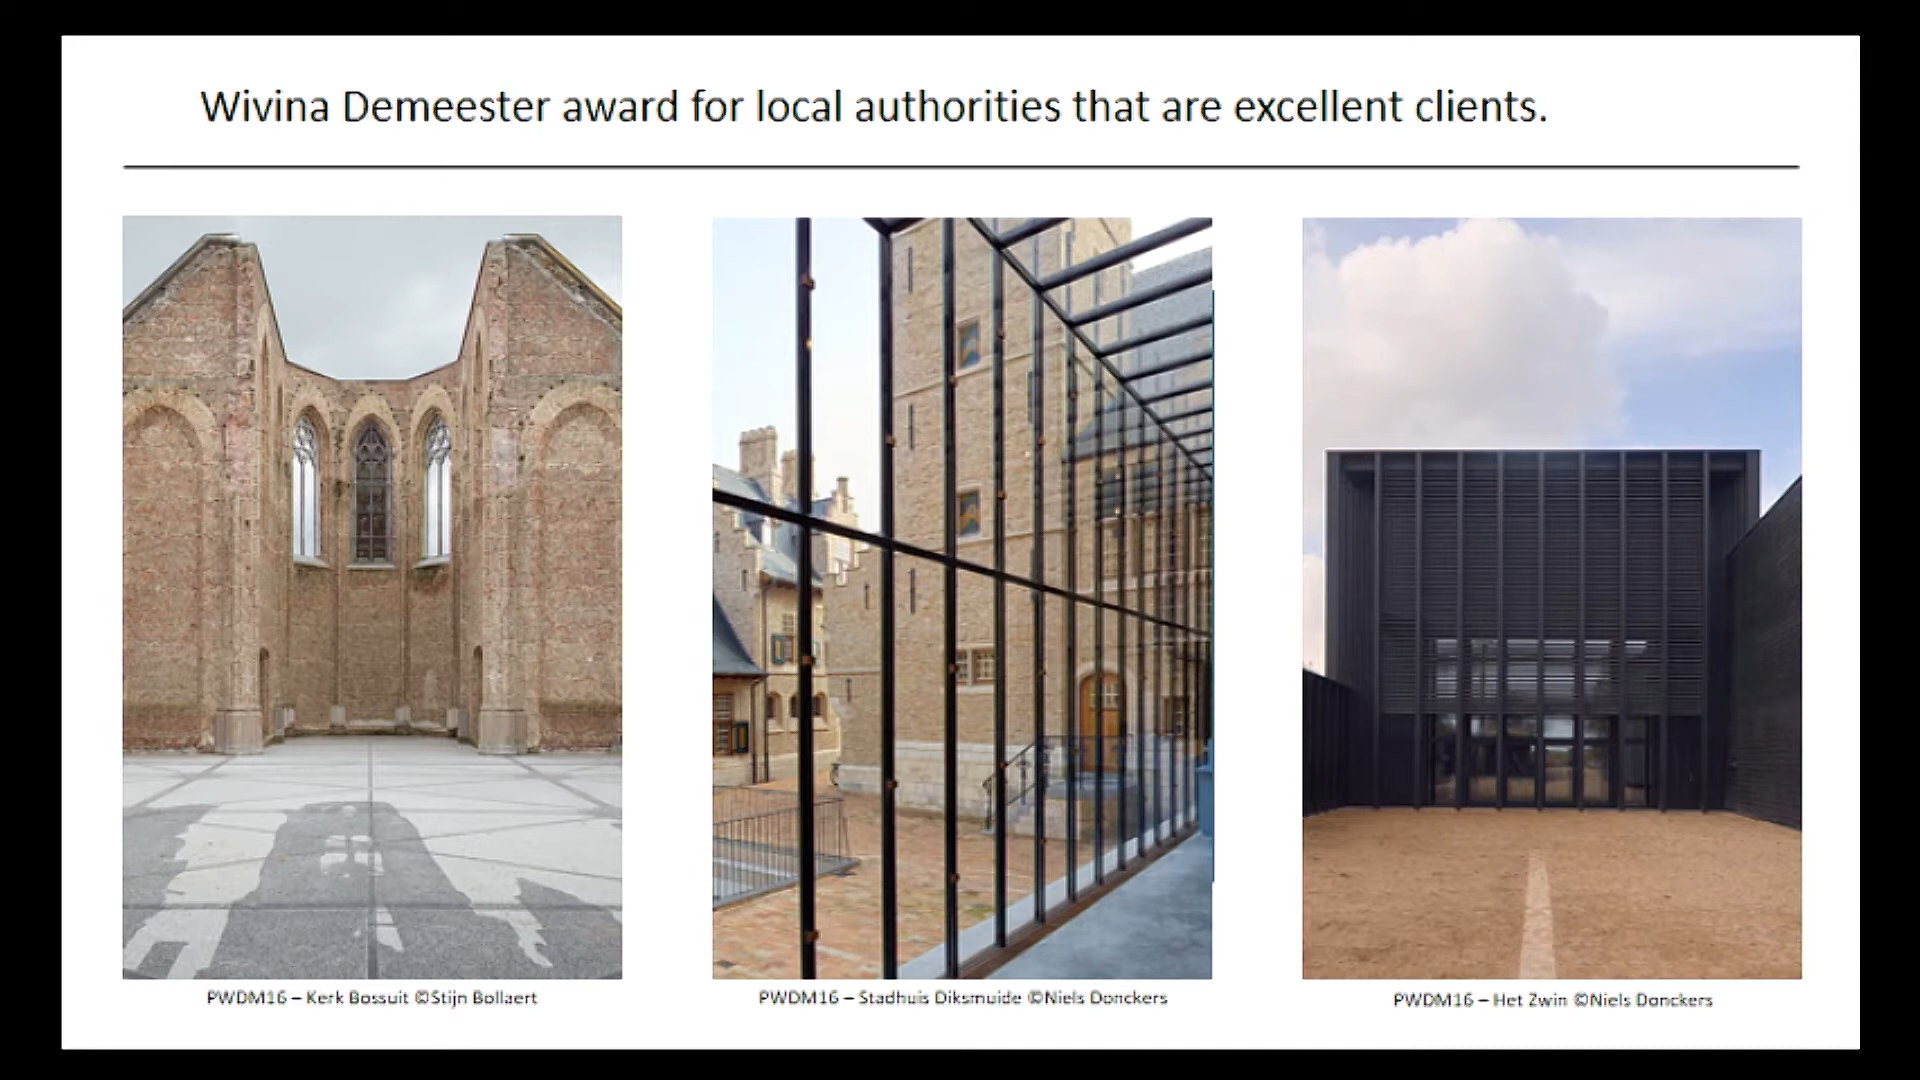 Wivina Demeester award for local authorities that are excellent clients.
PWDM16 – Kerk Bossuit ©Stijn Bollaert
PWDM16 – Stadhuis Diksmuide ©Niels Donckers
PWDM16 – Het Zwin ©Niels Donckers